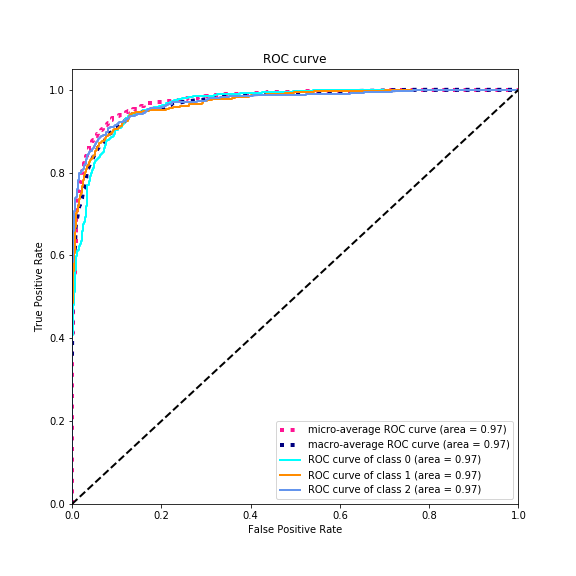 ROC curve
1.0
0.8
0.6
0.4
0.2
0.0
True Positive Rate
micro-average ROC curve (area = 0.97)
macro-average ROC curve (area = 0.97)
ROC curve of class 0 (area = 0.97)
ROC curve of class 1 (area = 0.97)
ROC curve of class 2 (area = 0.97)
0.0 0.2 0.4 0.6 0.8 1.0
False Positive Rate